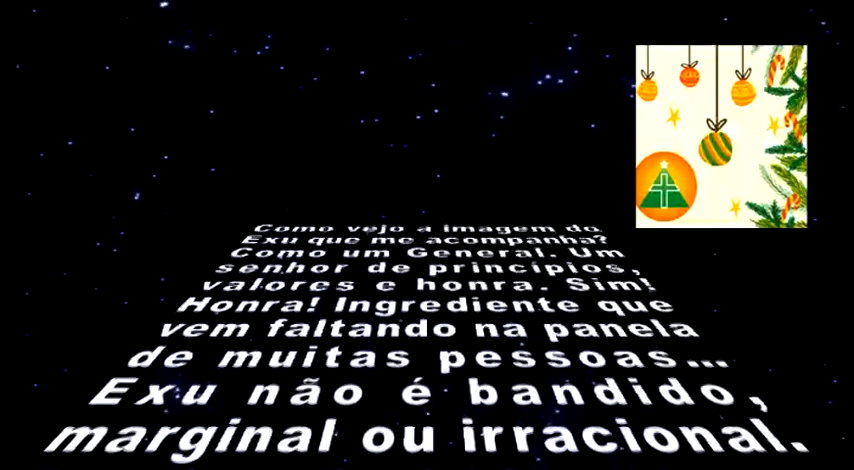 Como vejo a imagem do
Exu que me acompanha?
Como um General. Um
senhor de princípios,
valores e honra. Sim!
Honra! Ingrediente que
vem faltando na panela
de muitas pessoas...
Exu não é bandido,
marginal ou irracional.